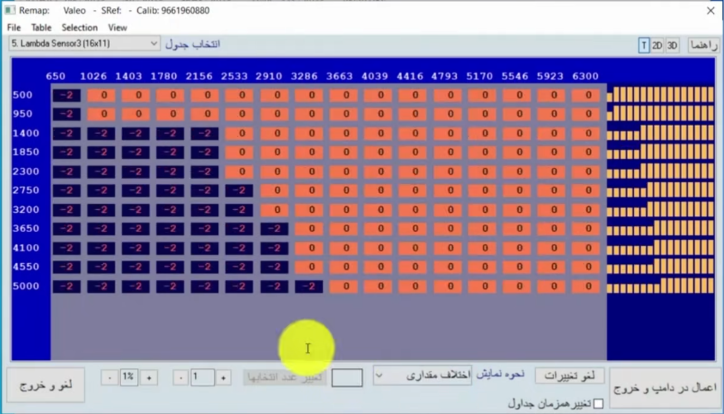 Remap: Valeo - SRef: - Calib: 9661960880
File Table Selection View
5. Lambda Sensor3 (16x11) انتخاب جدول T 2D 3D راهنما
650 1026 1403 1780 2156 2533 2910 3286 3663 4039 4416 4793 5170 5546 5923 6300
500 -2 0 0 0 0 0 0 0 0 0 0 0 0 0 0 0
950 -2 0 0 0 0 0 0 0 0 0 0 0 0 0 0 0
1400 -2 -2 -2 -2 -2 0 0 0 0 0 0 0 0 0 0 0
1850 -2 -2 -2 -2 -2 0 0 0 0 0 0 0 0 0 0 0
2300 -2 -2 -2 -2 -2 0 0 0 0 0 0 0 0 0 0 0
2750 -2 -2 -2 -2 -2 -2 0 0 0 0 0 0 0 0 0 0
3200 -2 -2 -2 -2 -2 -2 0 0 0 0 0 0 0 0 0 0
3650 -2 -2 -2 -2 -2 -2 -2 0 0 0 0 0 0 0 0 0
4100 -2 -2 -2 -2 -2 -2 -2 0 0 0 0 0 0 0 0 0
4550 -2 -2 -2 -2 -2 -2 -2 0 0 0 0 0 0 0 0 0
5000 -2 -2 -2 -2 -2 -2 -2 -2 0 0 0 0 0 0 0 0
لغو و خروج - 1% + - 1 + تغییر عدد انتخابها اختلاف مقداری نحوه نمایش لغو تغییرات اعمال در دامپ و خروج
تغییر همزمان جداول